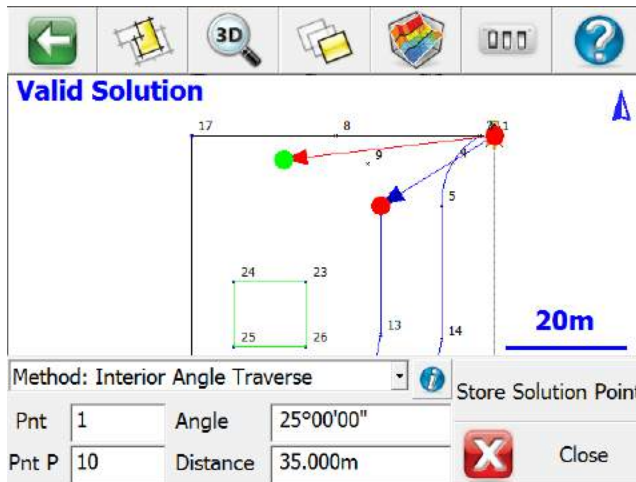 3D
?
Valid Solution
17
8
1
9
4
5
24
23
13
14
25
26
20m
Method: Interior Angle Traverse
i
Store Solution Point
Pnt
1
Angle
25°00'00"
Pnt P
10
Distance
35.000m
X
Close